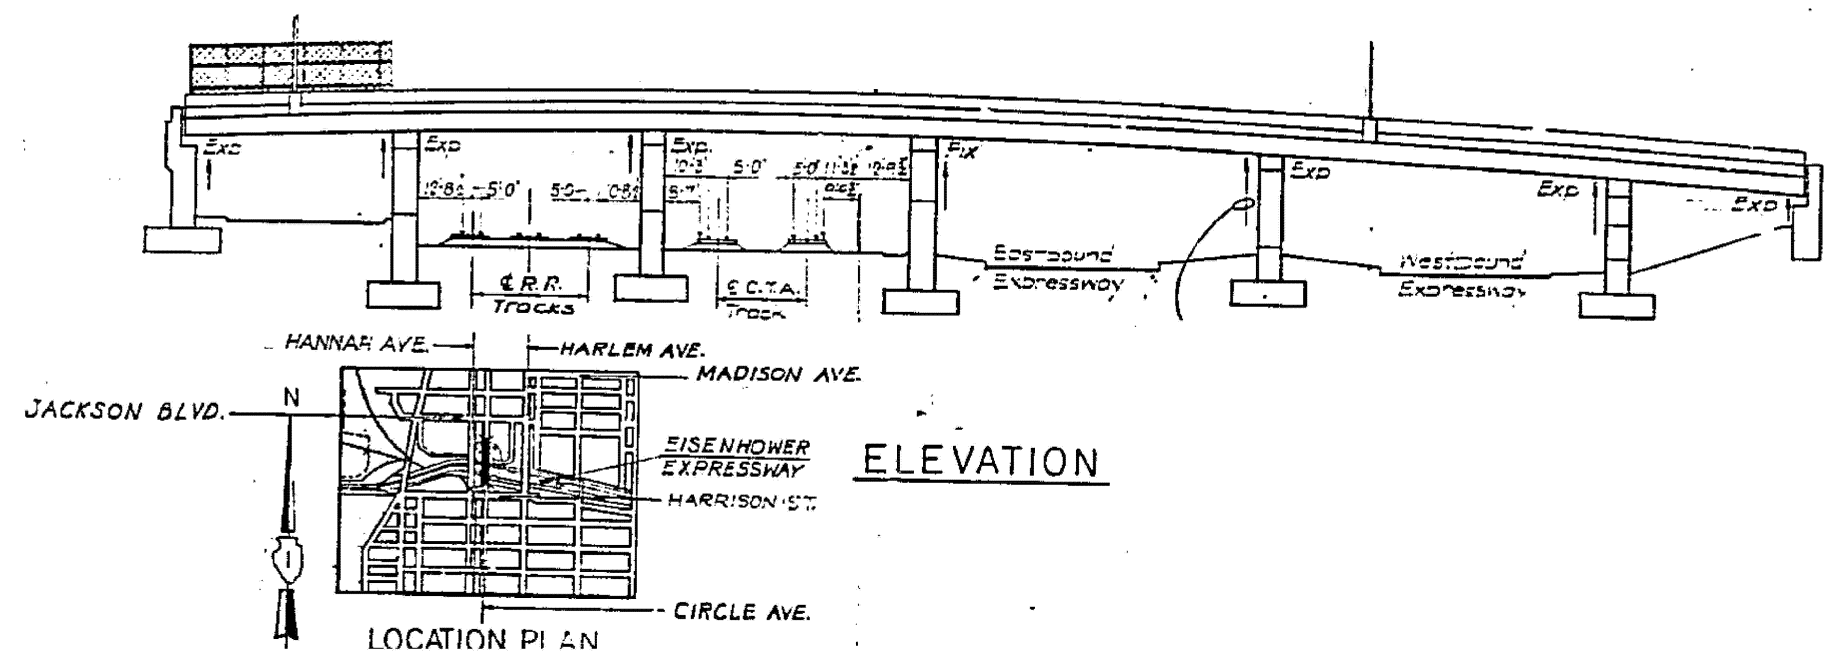 Exp
Exp
Exp.
Fix
Exp
Exp
Exp
5'0"
5'0"
Eastbound
Expressway
Westbound
Expressway
℄ R.R.
Tracks
℄ C.T.A.
Track
HANNAH AVE.
HARLEM AVE.
MADISON AVE.
JACKSON BLVD.
N
EISENHOWER
EXPRESSWAY
HARRISON ST.
ELEVATION
CIRCLE AVE.
LOCATION PLAN